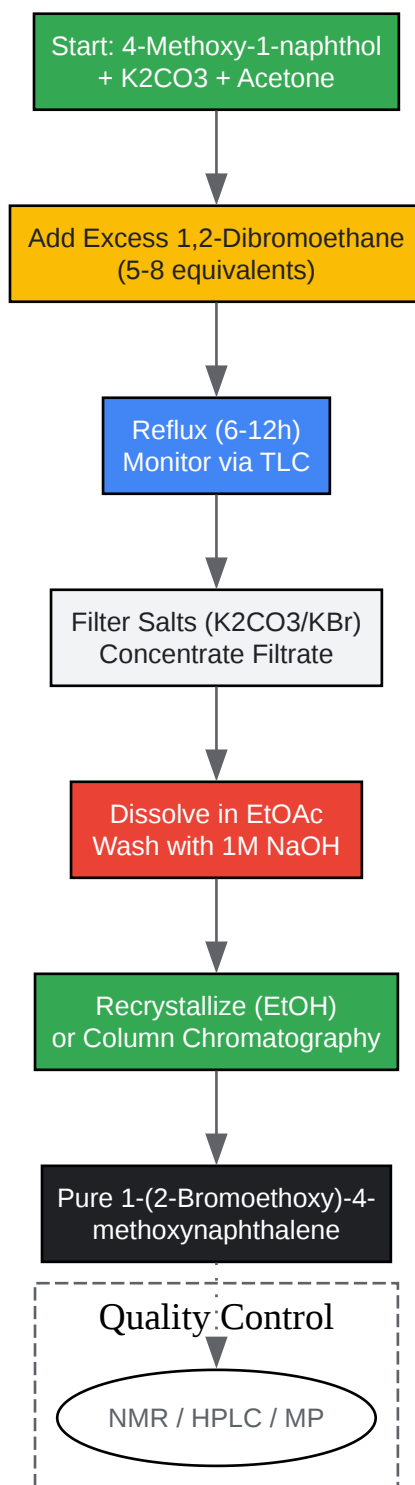 Start: 4-Methoxy-1-naphthol
+ K2CO3 + Acetone
Add Excess 1,2-Dibromoethane
(5-8 equivalents)
Reflux (6-12h)
Monitor via TLC
Filter Salts (K2CO3/KBr)
Concentrate Filtrate
Dissolve in EtOAc
Wash with 1M NaOH
Recrystallize (EtOH)
or Column Chromatography
Pure 1-(2-Bromoethoxy)-4-
methoxynaphthalene
Quality Control
NMR / HPLC / MP